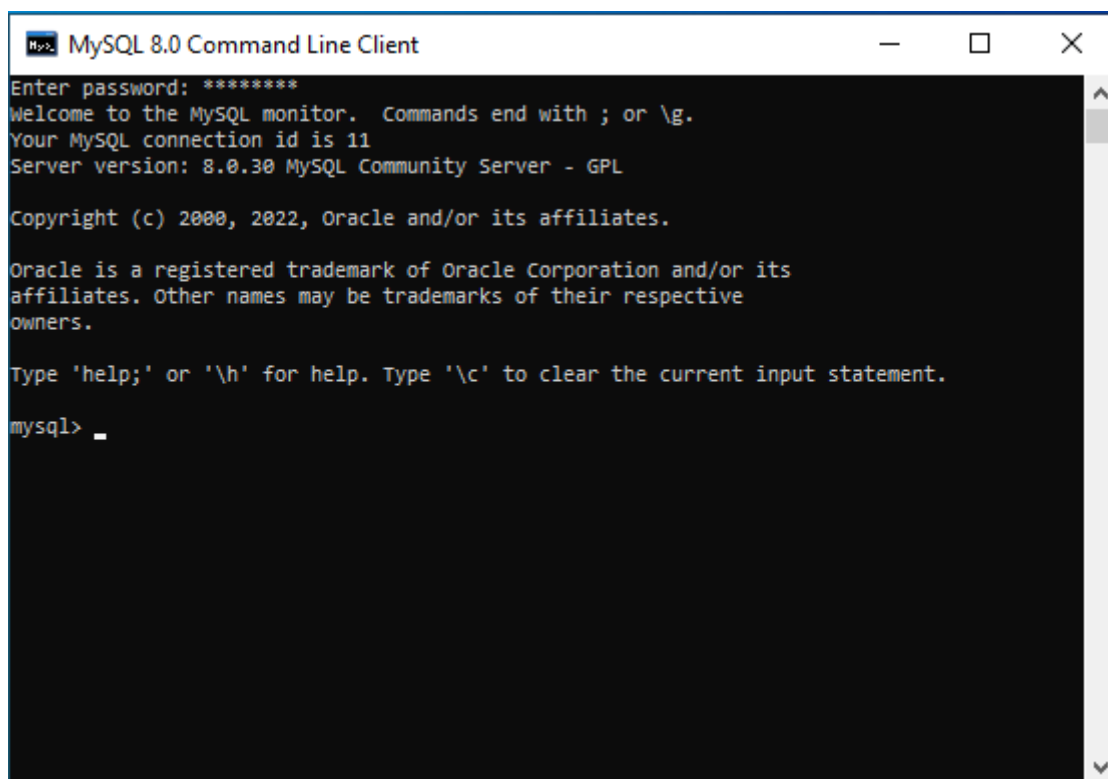 MySQL 8.0 Command Line Client
Enter password: ********
Welcome to the MySQL monitor.  Commands end with ; or \g.
Your MySQL connection id is 11
Server version: 8.0.30 MySQL Community Server - GPL
Copyright (c) 2000, 2022, Oracle and/or its affiliates.
Oracle is a registered trademark of Oracle Corporation and/or its
affiliates. Other names may be trademarks of their respective
owners.
Type 'help;' or '\h' for help. Type '\c' to clear the current input statement.
mysql> _